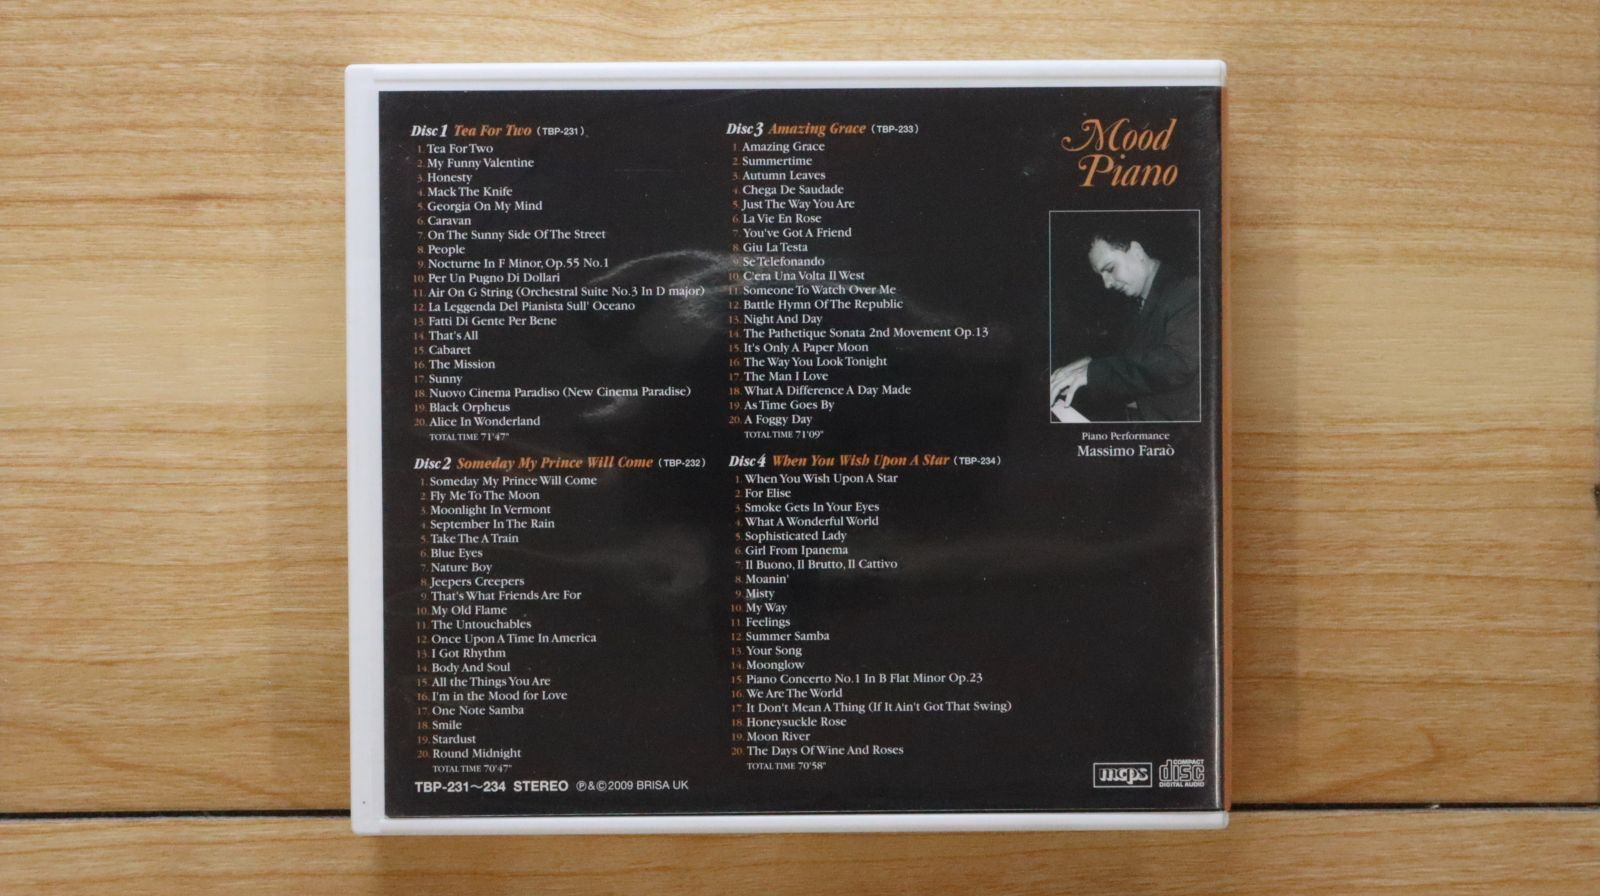 Disc 1 Tea For Two (TBP-231)
1. Tea For Two
2. My Funny Valentine
3. Honesty
4. Mack The Knife
5. Georgia On My Mind
6. Caravan
7. On The Sunny Side Of The Street
8. People
9. Nocturne In F Minor, Op.55 No.1
10. Per Un Pugno Di Dollari
11. Air On G String (Orchestral Suite No.3 In D major)
12. La Leggenda Del Pianista Sull' Oceano
13. Fatti Di Gente Per Bene
14. That's All
15. Cabaret
16. The Mission
17. Sunny
18. Nuovo Cinema Paradiso (New Cinema Paradise)
19. Black Orpheus
20. Alice In Wonderland
TOTAL TIME 71'47"
Disc 2 Someday My Prince Will Come (TBP-232)
1. Someday My Prince Will Come
2. Fly Me To The Moon
3. Moonlight In Vermont
4. September In The Rain
5. Take The A Train
6. Blue Eyes
7. Nature Boy
8. Jeepers Creepers
9. That's What Friends Are For
10. My Old Flame
11. The Untouchables
12. Once Upon A Time In America
13. I Got Rhythm
14. Body And Soul
15. All the Things You Are
16. I'm in the Mood for Love
17. One Note Samba
18. Smile
19. Stardust
20. Round Midnight
TOTAL TIME 70'47"
TBP-231～234 STEREO ℗&©2009 BRISA UK
Disc 3 Amazing Grace (TBP-233)
1. Amazing Grace
2. Summertime
3. Autumn Leaves
4. Chega De Saudade
5. Just The Way You Are
6. La Vie En Rose
7. You've Got A Friend
8. Giu La Testa
9. Se Telefonando
10. C'era Una Volta Il West
11. Someone To Watch Over Me
12. Battle Hymn Of The Republic
13. Night And Day
14. The Pathetique Sonata 2nd Movement Op.13
15. It's Only A Paper Moon
16. The Way You Look Tonight
17. The Man I Love
18. What A Difference A Day Made
19. As Time Goes By
20. A Foggy Day
TOTAL TIME 71'09"
Disc 4 When You Wish Upon A Star (TBP-234)
1. When You Wish Upon A Star
2. For Elise
3. Smoke Gets In Your Eyes
4. What A Wonderful World
5. Sophisticated Lady
6. Girl From Ipanema
7. Il Buono, Il Brutto, Il Cattivo
8. Moanin'
9. Misty
10. My Way
11. Feelings
12. Summer Samba
13. Your Song
14. Moonglow
15. Piano Concerto No.1 In B Flat Minor Op.23
16. We Are The World
17. It Don't Mean A Thing (If It Ain't Got That Swing)
18. Honeysuckle Rose
19. Moon River
20. The Days Of Wine And Roses
TOTAL TIME 70'58"
Mood
Piano
Piano Performance
Massimo Faraò
mcps
COMPACT
disc
DIGITAL AUDIO